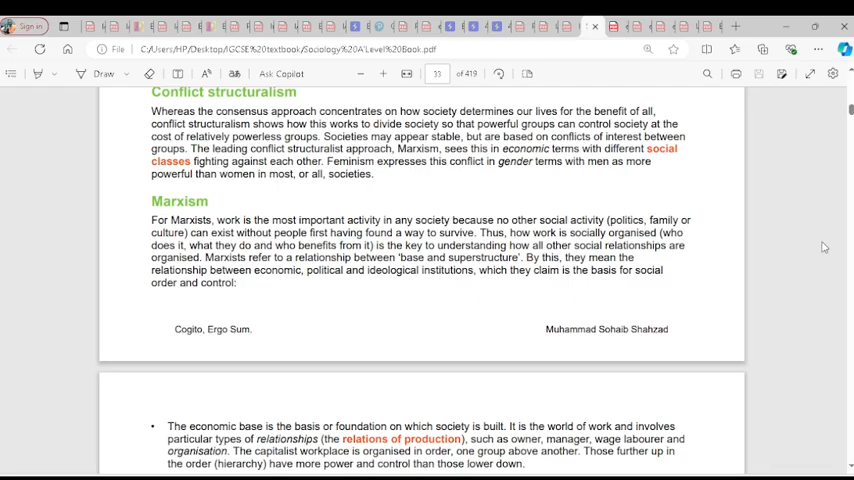 Sign in
File
C:/Users/HP/Desktop/IGCSE%20textbook/Sociology%20A'Level%20Book.pdf
Draw
Ask Copilot
33 of 419
Conflict structuralism
Whereas the consensus approach concentrates on how society determines our lives for the benefit of all,
conflict structuralism shows how this works to divide society so that powerful groups can control society at the
cost of relatively powerless groups. Societies may appear stable, but are based on conflicts of interest between
groups. The leading conflict structuralist approach, Marxism, sees this in economic terms with different social
classes fighting against each other. Feminism expresses this conflict in gender terms with men as more
powerful than women in most, or all, societies.
Marxism
For Marxists, work is the most important activity in any society because no other social activity (politics, family or
culture) can exist without people first having found a way to survive. Thus, how work is socially organised (who
does it, what they do and who benefits from it) is the key to understanding how all other social relationships are
organised. Marxists refer to a relationship between 'base and superstructure'. By this, they mean the
relationship between economic, political and ideological institutions, which they claim is the basis for social
order and control:
Cogito, Ergo Sum.
Muhammad Sohaib Shahzad
• The economic base is the basis or foundation on which society is built. It is the world of work and involves
particular types of relationships (the relations of production), such as owner, manager, wage labourer and
organisation. The capitalist workplace is organised in order, one group above another. Those further up in
the order (hierarchy) have more power and control than those lower down.